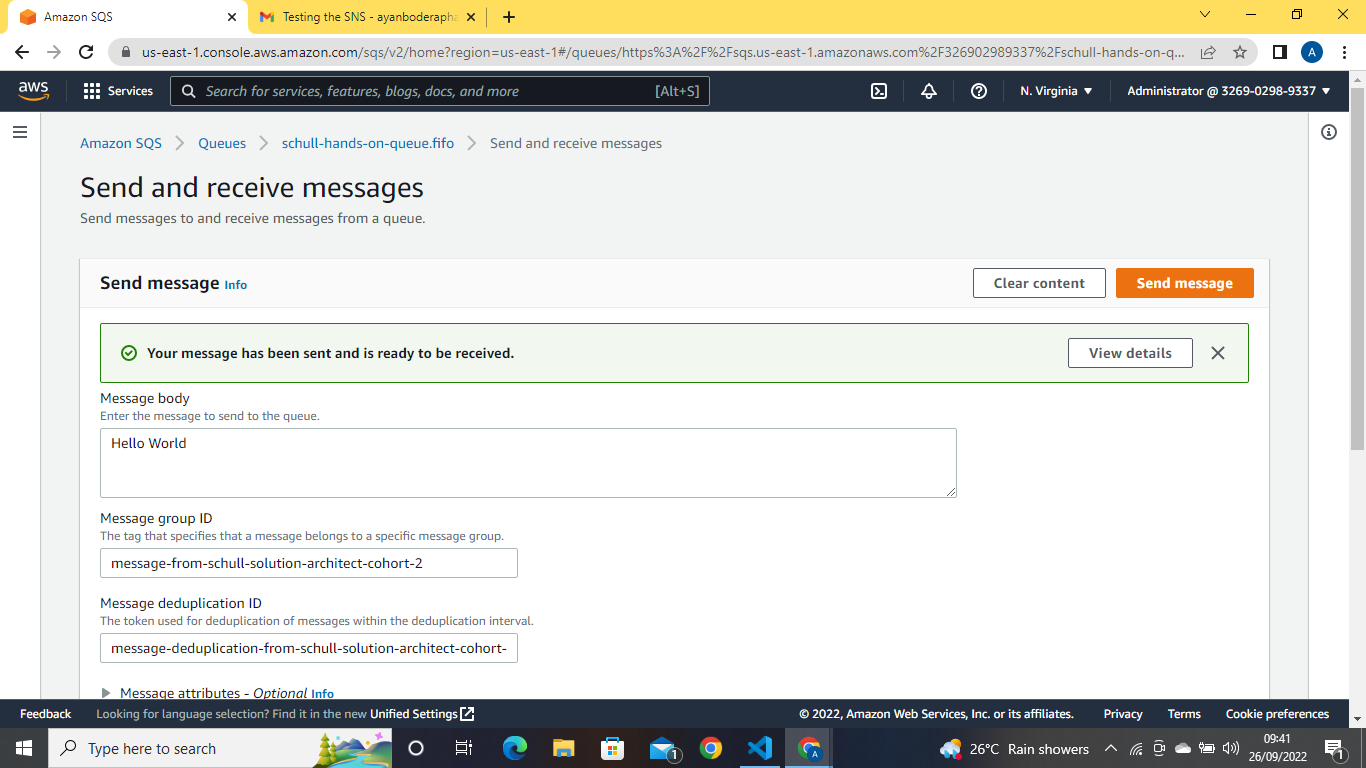 Amazon SQS
Testing the SNS - ayanboderapha
us-east-1.console.aws.amazon.com/sqs/v2/home?region=us-east-1#/queues/https%3A%2F%2Fsqs.us-east-1.amazonaws.com%2F326902989337%2Fschull-hands-on-q...
A
aws
Services
Search for services, features, blogs, docs, and more
[Alt+S]
N. Virginia
Administrator @ 3269-0298-9337
Amazon SQS
Queues
schull-hands-on-queue.fifo
Send and receive messages
Send and receive messages
Send messages to and receive messages from a queue.
Send message Info
Clear content
Send message
Your message has been sent and is ready to be received.
View details
Message body
Enter the message to send to the queue.
Hello World
Message group ID
The tag that specifies that a message belongs to a specific message group.
message-from-schull-solution-architect-cohort-2
Message deduplication ID
The token used for deduplication of messages within the deduplication interval.
message-deduplication-from-schull-solution-architect-cohort-
Message attributes - Optional Info
Feedback
Looking for language selection? Find it in the new Unified Settings
© 2022, Amazon Web Services, Inc. or its affiliates.
Privacy
Terms
Cookie preferences
Type here to search
1
A
26°C Rain showers
09:41
26/09/2022
1